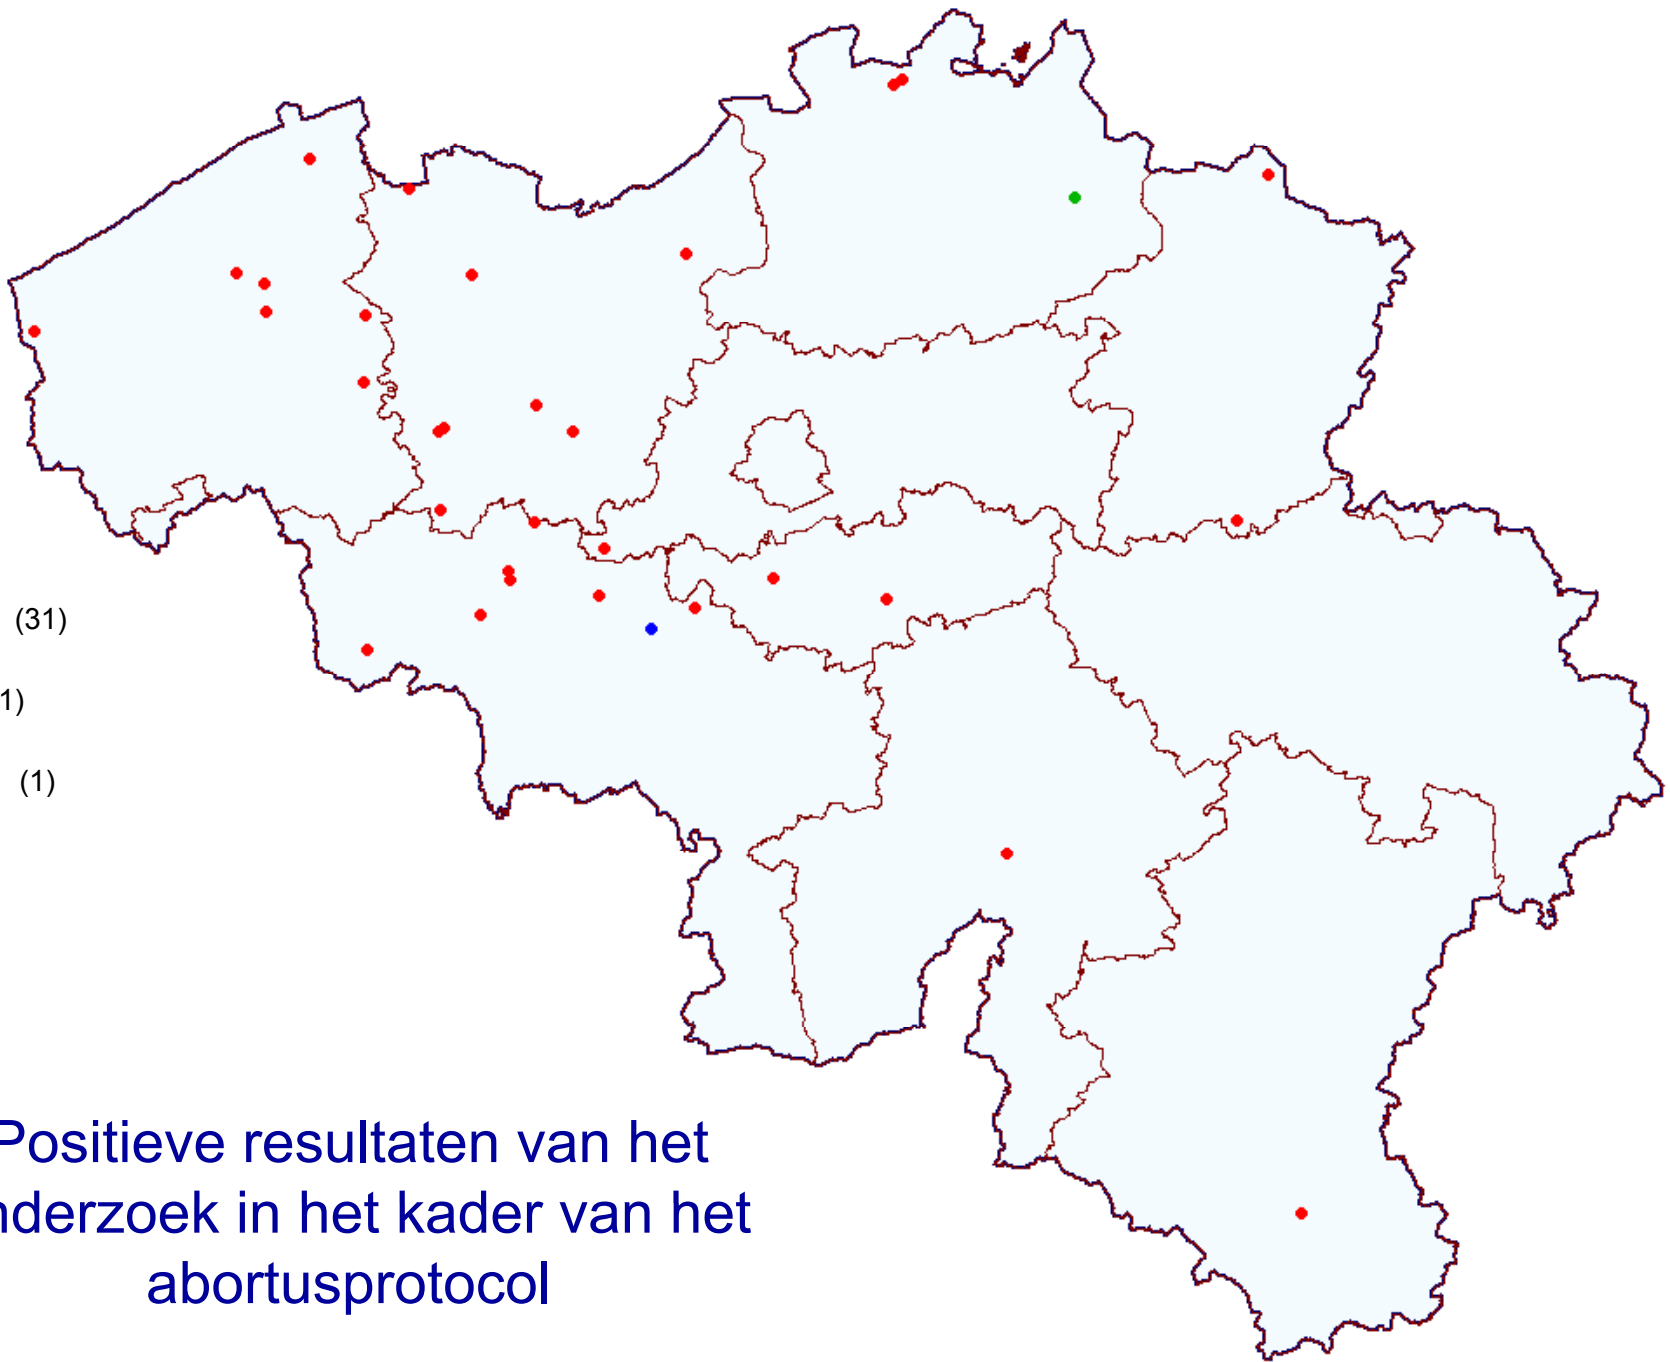 (31)
1)
(1)
Positieve resultaten van het
nderzoek in het kader van het
abortusprotocol